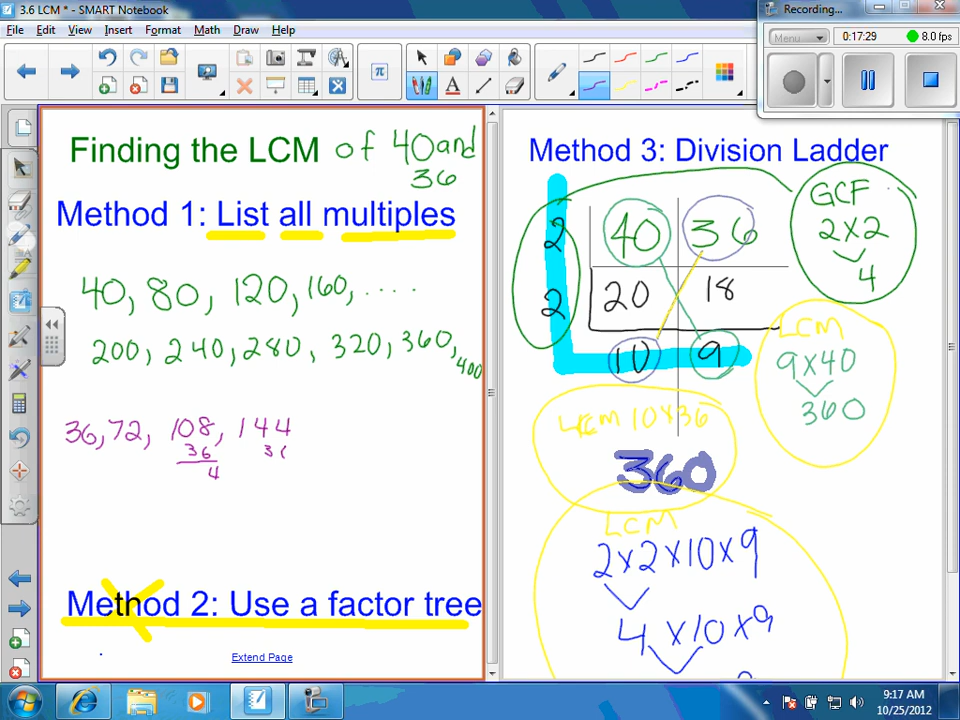 3.6 LCM * - SMART Notebook
File Edit View Insert Format Math Draw Help
Recording...
Menu
0:17:29
8.0 fps
Finding the LCM of 40 and
36
Method 1: List all multiples
40, 80, 120, 160, ....
200, 240, 280, 320, 360, 400
36, 72, 108, 144
36
4
Method 2: Use a factor tree
Extend Page
Method 3: Division Ladder
2 40 36
2 20 18
10 9
GCF
2x2
4
LCM
9x40
360
LCM 10x36
360
LCM
2x2x10x9
4x10x9
9:17 AM
10/25/2012